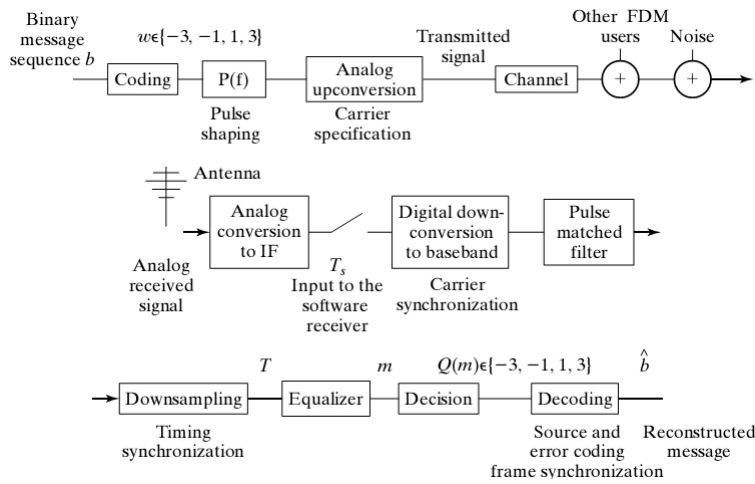 Binary
message
sequence b
w∈{−3, −1, 1, 3}
Coding
P(f)
Pulse
shaping
Analog
upconversion
Carrier
specification
Transmitted
signal
Channel
Other FDM
users
+
Noise
+
Antenna
Analog
received
signal
Analog
conversion
to IF
Tₛ
Input to the
software
receiver
Digital down-
conversion
to baseband
Carrier
synchronization
Pulse
matched
filter
Downsampling
Timing
synchronization
T
Equalizer
m
Decision
Q(m)∈{−3, −1, 1, 3}
Decoding
Source and
error coding
frame synchronization
b̂
Reconstructed
message